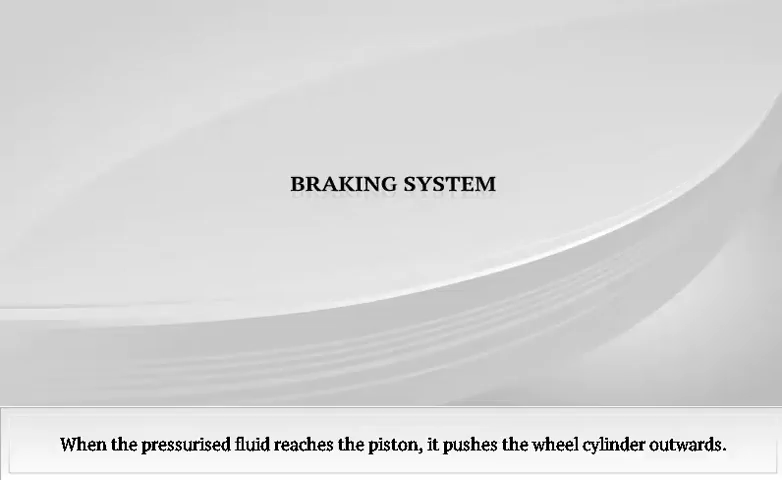 BRAKING SYSTEM
When the pressurised fluid reaches the piston, it pushes the wheel cylinder outwards.